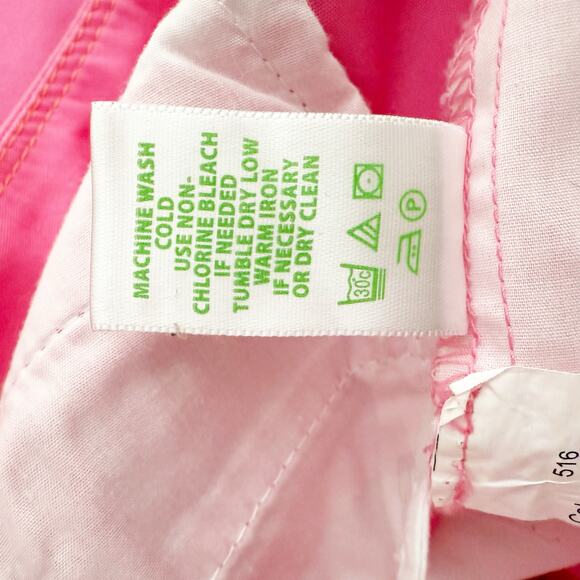 MACHINE WASH
COLD
USE NON-
CHLORINE BLEACH
IF NEEDED
TUMBLE DRY LOW
WARM IRON
IF NECESSARY
OR DRY CLEAN
30c
P
516